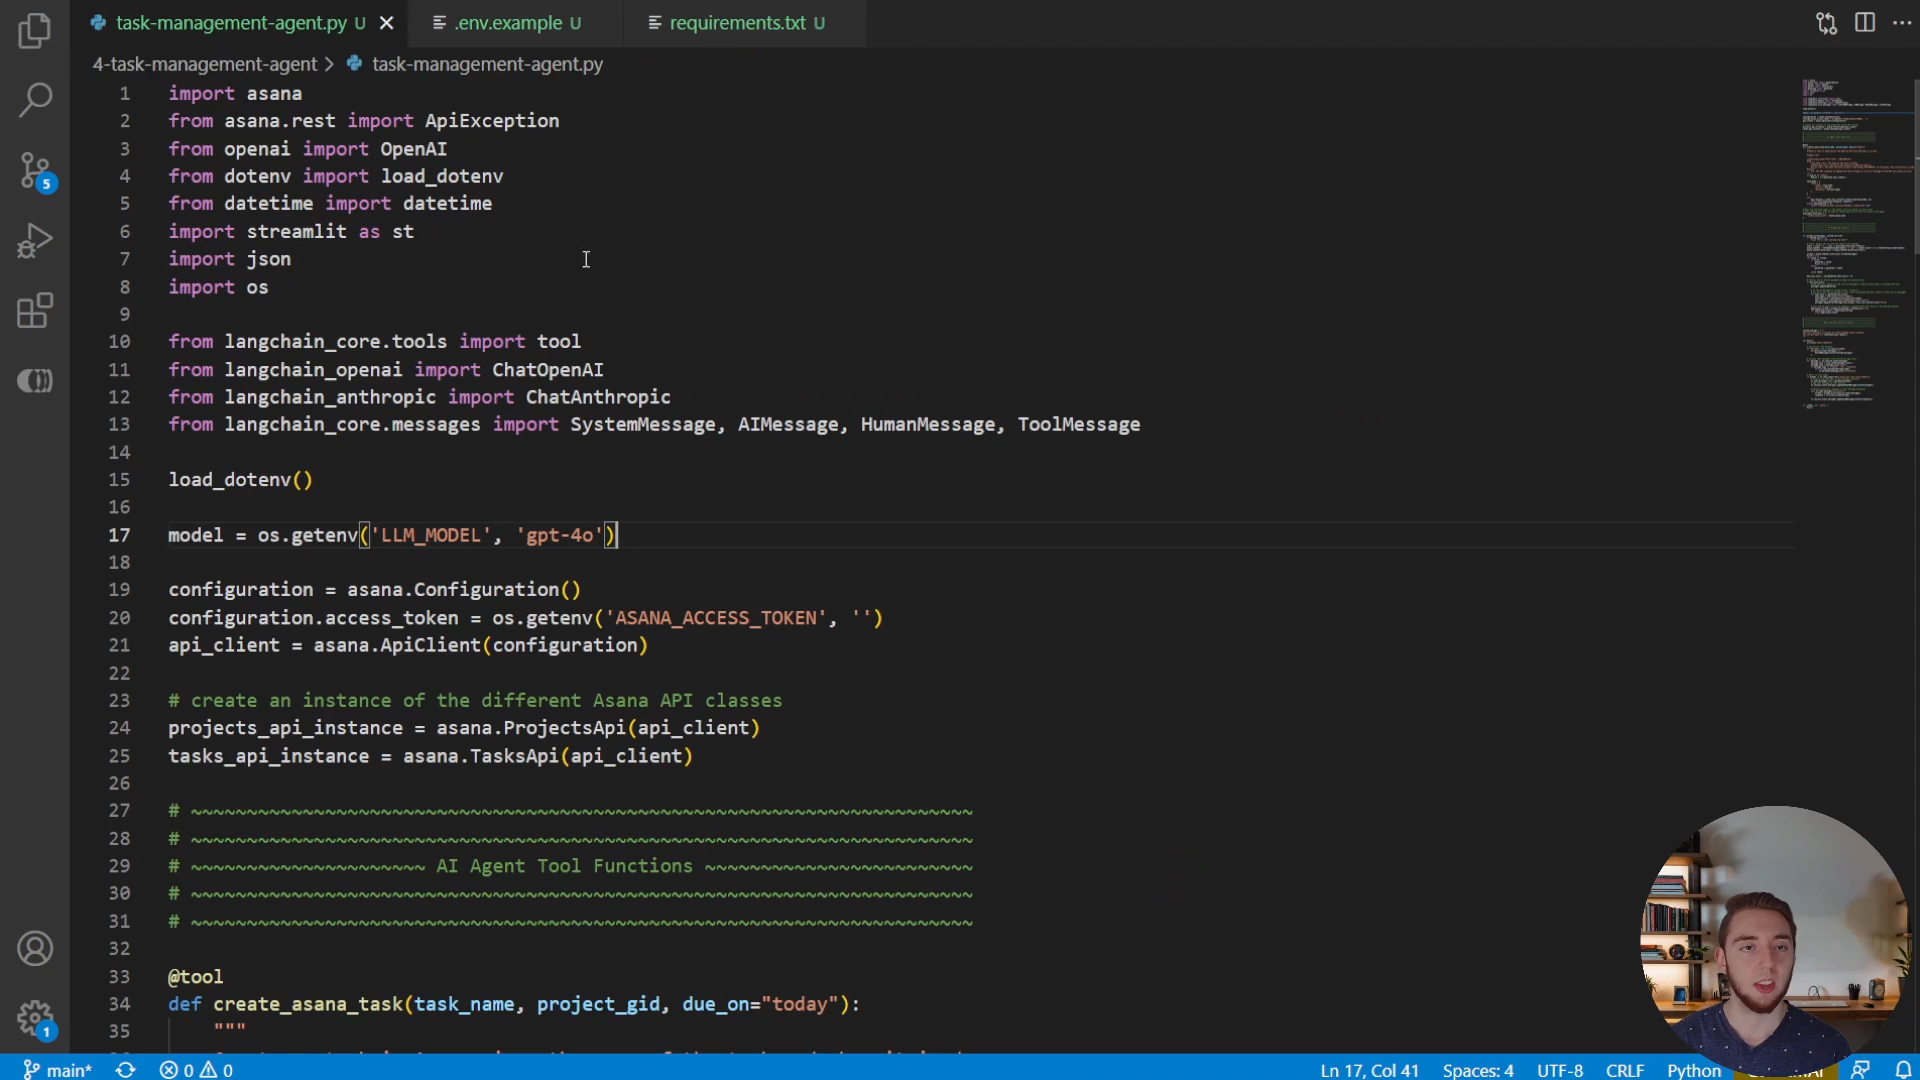 task-management-agent.py U
.env.example U
requirements.txt U
4-task-management-agent > task-management-agent.py
1 import asana
2 from asana.rest import ApiException
3 from openai import OpenAI
4 from dotenv import load_dotenv
5 from datetime import datetime
6 import streamlit as st
7 import json
8 import os
9
10 from langchain_core.tools import tool
11 from langchain_openai import ChatOpenAI
12 from langchain_anthropic import ChatAnthropic
13 from langchain_core.messages import SystemMessage, AIMessage, HumanMessage, ToolMessage
14
15 load_dotenv()
16
17 model = os.getenv('LLM_MODEL', 'gpt-4o')
18
19 configuration = asana.Configuration()
20 configuration.access_token = os.getenv('ASANA_ACCESS_TOKEN', '')
21 api_client = asana.ApiClient(configuration)
22
23 # create an instance of the different Asana API classes
24 projects_api_instance = asana.ProjectsApi(api_client)
25 tasks_api_instance = asana.TasksApi(api_client)
26
27 # ~~~~~~~~~~~~~~~~~~~~~~~~~~~~~~~~~~~~~~~~~~~~~~~~~~~~~~~~~~~~~~~~~~~~~~
28 # ~~~~~~~~~~~~~~~~~~~~~~~~~~~~~~~~~~~~~~~~~~~~~~~~~~~~~~~~~~~~~~~~~~~~~~
29 # ~~~~~~~~~~~~~~~~~~~~~ AI Agent Tool Functions ~~~~~~~~~~~~~~~~~~~~~~~~
30 # ~~~~~~~~~~~~~~~~~~~~~~~~~~~~~~~~~~~~~~~~~~~~~~~~~~~~~~~~~~~~~~~~~~~~~~
31 # ~~~~~~~~~~~~~~~~~~~~~~~~~~~~~~~~~~~~~~~~~~~~~~~~~~~~~~~~~~~~~~~~~~~~~~
32
33 @tool
34 def create_asana_task(task_name, project_gid, due_on="today"):
35 """
5
1
main* 0 0 Ln 17, Col 41 Spaces: 4 UTF-8 CRLF Python